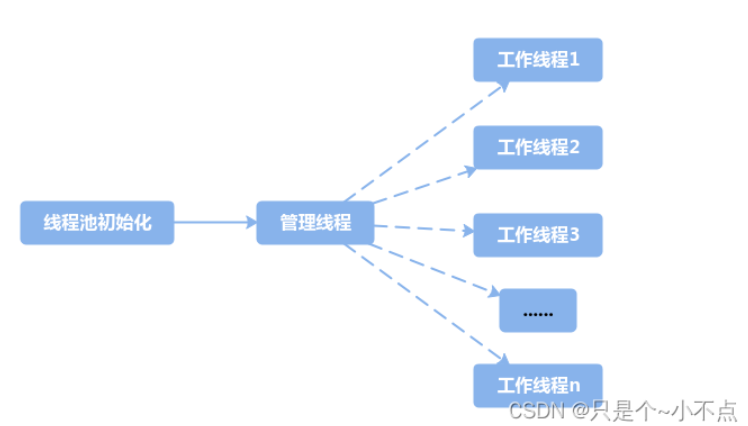 工作线程1
工作线程2
线程池初始化
管理线程
工作线程3
......
工作线程n
CSDN @只是个~小不点